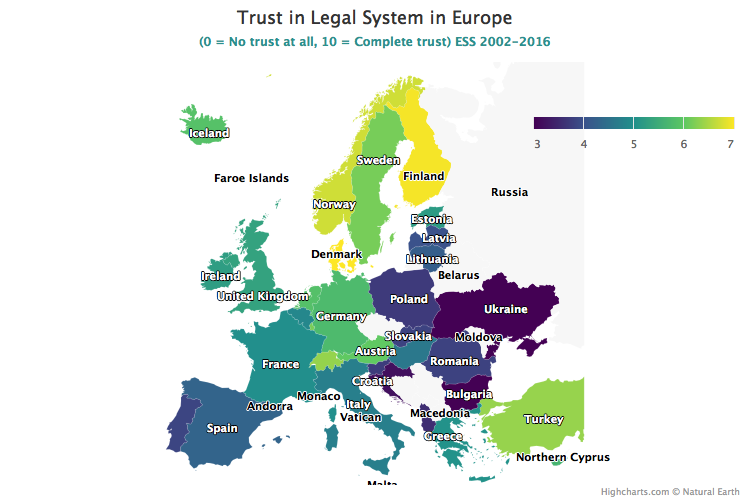 Trust in Legal System in Europe
(0 = No trust at all, 10 = Complete trust) ESS 2002-2016
3 4 5 6 7
Iceland
Sweden
Faroe Islands
Finland
Russia
Norway
Estonia
Latvia
Denmark
Lithuania
Ireland
Belarus
United Kingdom
Poland
Germany
Ukraine
Slovakia
Moldova
Austria
France
Romania
Croatia
Monaco
Bulgaria
Andorra
Italy
Vatican
Macedonia
Spain
Greece
Turkey
Northern Cyprus
Malta
Highcharts.com © Natural Earth